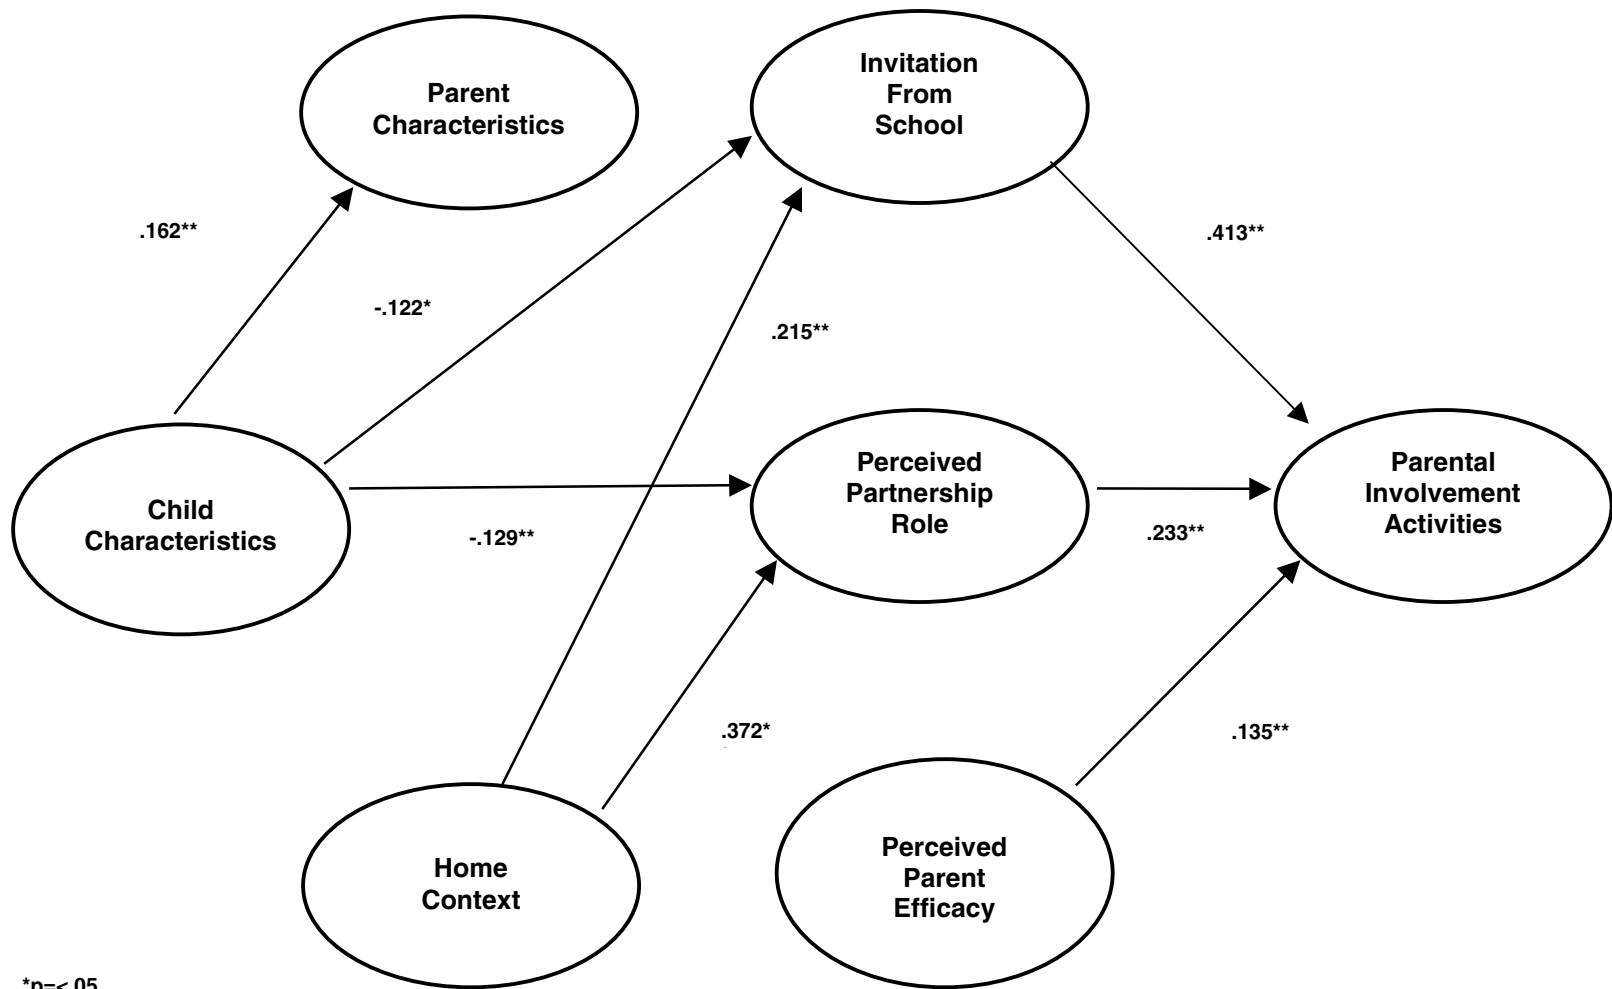 Parent
Characteristics
Invitation
From
School
.162**
-.122*
.215**
.413**
Child
Characteristics
-.129**
Perceived
Partnership
Role
.233**
Parental
Involvement
Activities
.372*
.135**
Home
Context
Perceived
Parent
Efficacy
*p=<.05